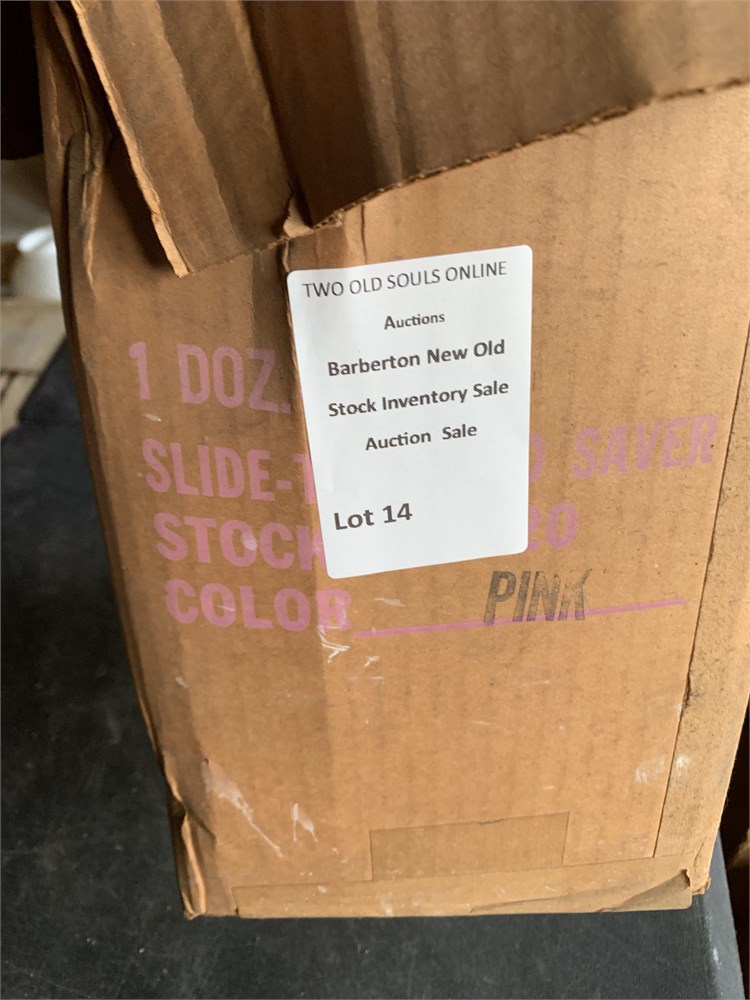 TWO OLD SOULS ONLINE
Auctions
Barberton New Old
Stock Inventory Sale
Auction Sale
Lot 14
1 DOZ.
SLIDE- SAVER
STOCK 20
COLOR PINK